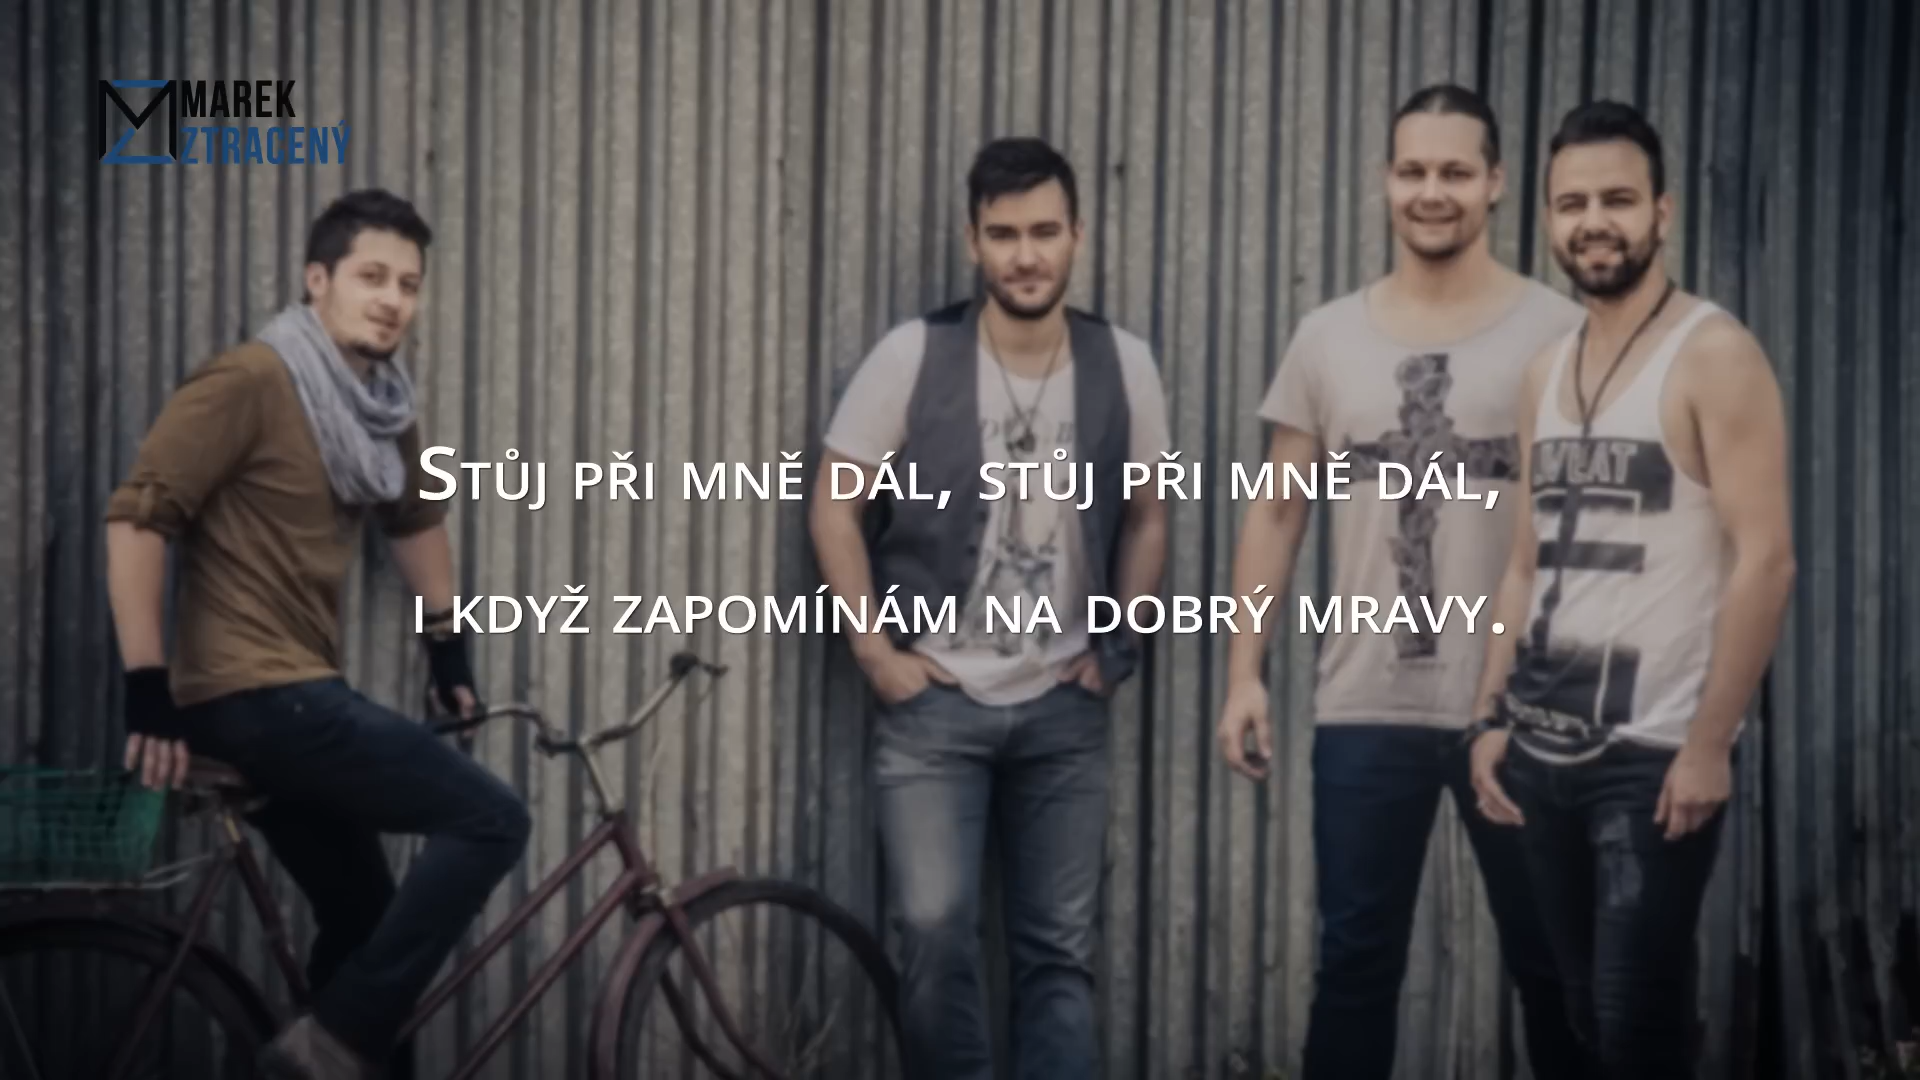 MAREK
ZTRACENÝ
Stůj při mně dál, stůj při mně dál,
i když zapomínám na dobrý mravy.